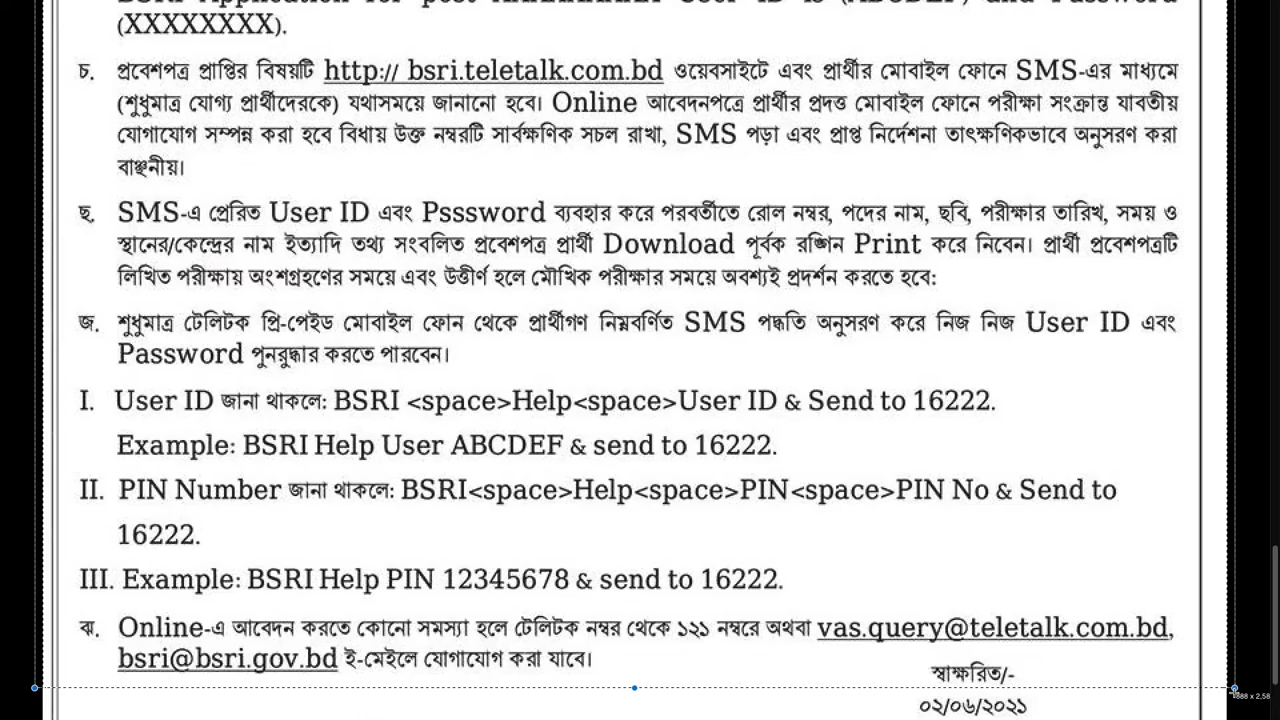 (XXXXXXXX).
চ. প্রবেশপত্র প্রাপ্তির বিষয়টি http:// bsri.teletalk.com.bd ওয়েবসাইটে এবং প্রার্থীর মোবাইল ফোনে SMS-এর মাধ্যমে
(শুধুমাত্র যোগ্য প্রার্থীদেরকে) যথাসময়ে জানানো হবে। Online আবেদনপত্রে প্রার্থীর প্রদত্ত মোবাইল ফোনে পরীক্ষা সংক্রান্ত যাবতীয়
যোগাযোগ সম্পন্ন করা হবে বিধায় উক্ত নম্বরটি সার্বক্ষণিক সচল রাখা, SMS পড়া এবং প্রাপ্ত নির্দেশনা তাৎক্ষণিকভাবে অনুসরণ করা
বাঞ্ছনীয়।
ছ. SMS-এ প্রেরিত User ID এবং Psssword ব্যবহার করে পরবর্তীতে রোল নম্বর, পদের নাম, ছবি, পরীক্ষার তারিখ, সময় ও
স্থানের/কেন্দ্রের নাম ইত্যাদি তথ্য সংবলিত প্রবেশপত্র প্রার্থী Download পূর্বক রঙ্গিন Print করে নিবেন। প্রার্থী প্রবেশপত্রটি
লিখিত পরীক্ষায় অংশগ্রহণের সময়ে এবং উত্তীর্ণ হলে মৌখিক পরীক্ষার সময়ে অবশ্যই প্রদর্শন করতে হবে:
জ. শুধুমাত্র টেলিটক প্রি-পেইড মোবাইল ফোন থেকে প্রার্থীগণ নিম্নবর্ণিত SMS পদ্ধতি অনুসরণ করে নিজ নিজ User ID এবং
Password পুনরুদ্ধার করতে পারবেন।
I. User ID জানা থাকলে: BSRI <space>Help<space>User ID & Send to 16222.
Example: BSRI Help User ABCDEF & send to 16222.
II. PIN Number জানা থাকলে: BSRI<space>Help<space>PIN<space>PIN No & Send to
16222.
III. Example: BSRI Help PIN 12345678 & send to 16222.
ঝ. Online-এ আবেদন করতে কোনো সমস্যা হলে টেলিটক নম্বর থেকে ১২১ নম্বরে অথবা vas.query@teletalk.com.bd,
bsri@bsri.gov.bd ই-মেইলে যোগাযোগ করা যাবে।
স্বাক্ষরিত/-
০২/০৬/২০২১